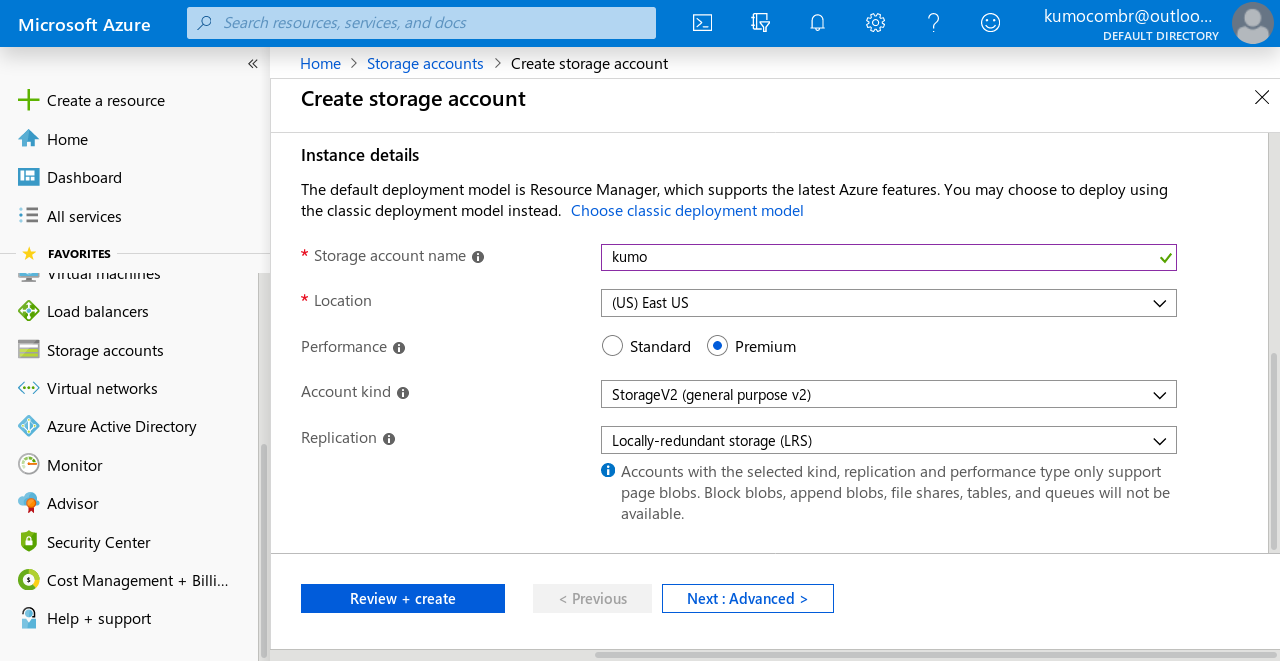 Microsoft Azure
Search resources, services, and docs
kumocombr@outloo...
DEFAULT DIRECTORY
«
Create a resource
Home
Dashboard
All services
FAVORITES
Virtual machines
Load balancers
Storage accounts
Virtual networks
Azure Active Directory
Monitor
Advisor
Security Center
Cost Management + Billi...
Help + support
Home > Storage accounts > Create storage account
Create storage account
Instance details
The default deployment model is Resource Manager, which supports the latest Azure features. You may choose to deploy using
the classic deployment model instead. Choose classic deployment model
* Storage account name
kumo
* Location
(US) East US
Performance
Standard
Premium
Account kind
StorageV2 (general purpose v2)
Replication
Locally-redundant storage (LRS)
Accounts with the selected kind, replication and performance type only support
page blobs. Block blobs, append blobs, file shares, tables, and queues will not be
available.
Review + create
< Previous
Next : Advanced >